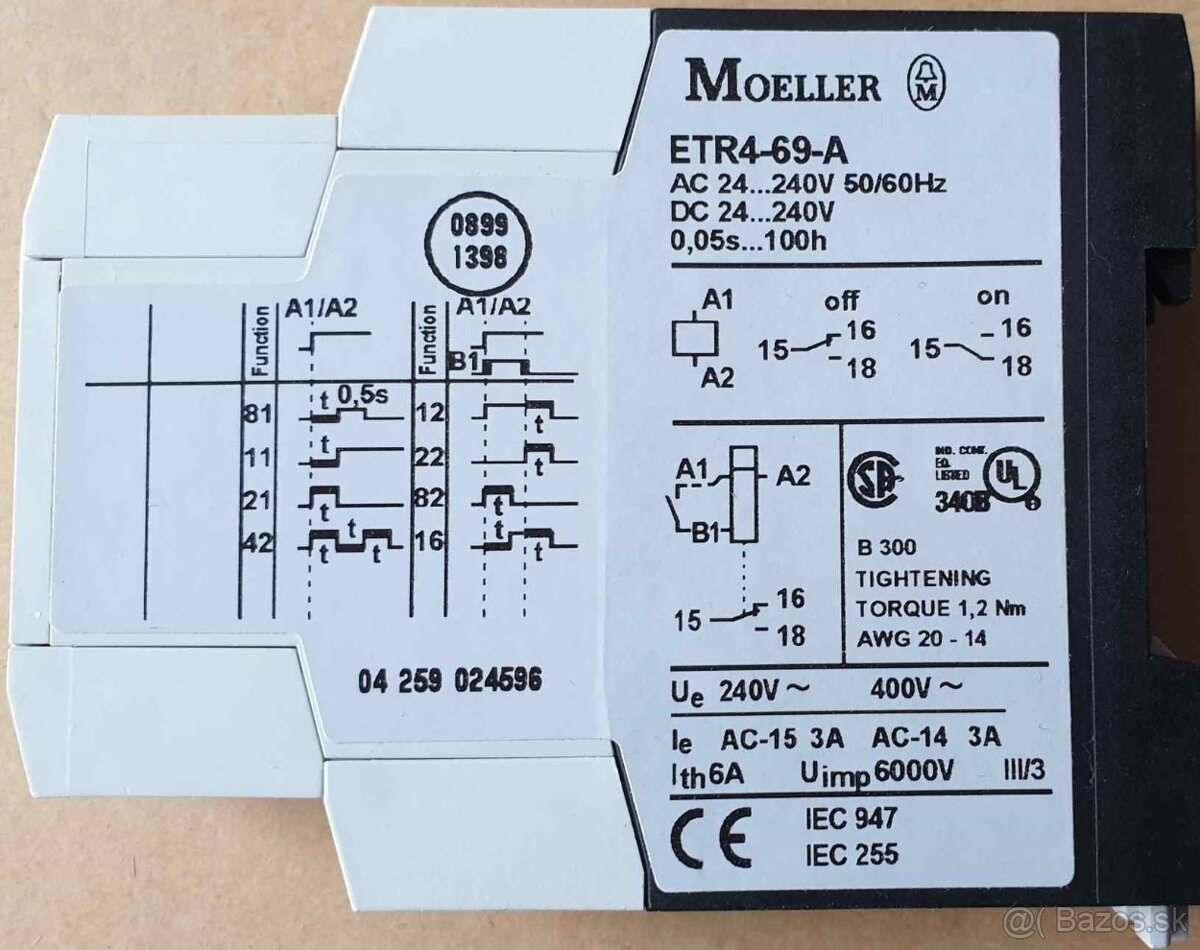 MOELLER M
ETR4-69-A
AC 24...240V 50/60Hz
DC 24...240V
0,05s...100h
A1
A2
off
15 16
18
on
15 16
18
A1 A2
B1
15 16
18
SA
IND. CONT.
EQ.
LISTED
340B
UL
B 300
TIGHTENING
TORQUE 1,2 Nm
AWG 20 - 14
Ue 240V ~ 400V ~
Ie AC-15 3A AC-14 3A
Ith 6A Uimp 6000V III/3
CE
IEC 947
IEC 255
0899
1398
Function A1/A2 Function A1/A2
B1
81 t 0,5s 12 t
11 t 22 t
21 t 82 t
42 t t t 16 t t
04 259 024596
@( Bazos.sk